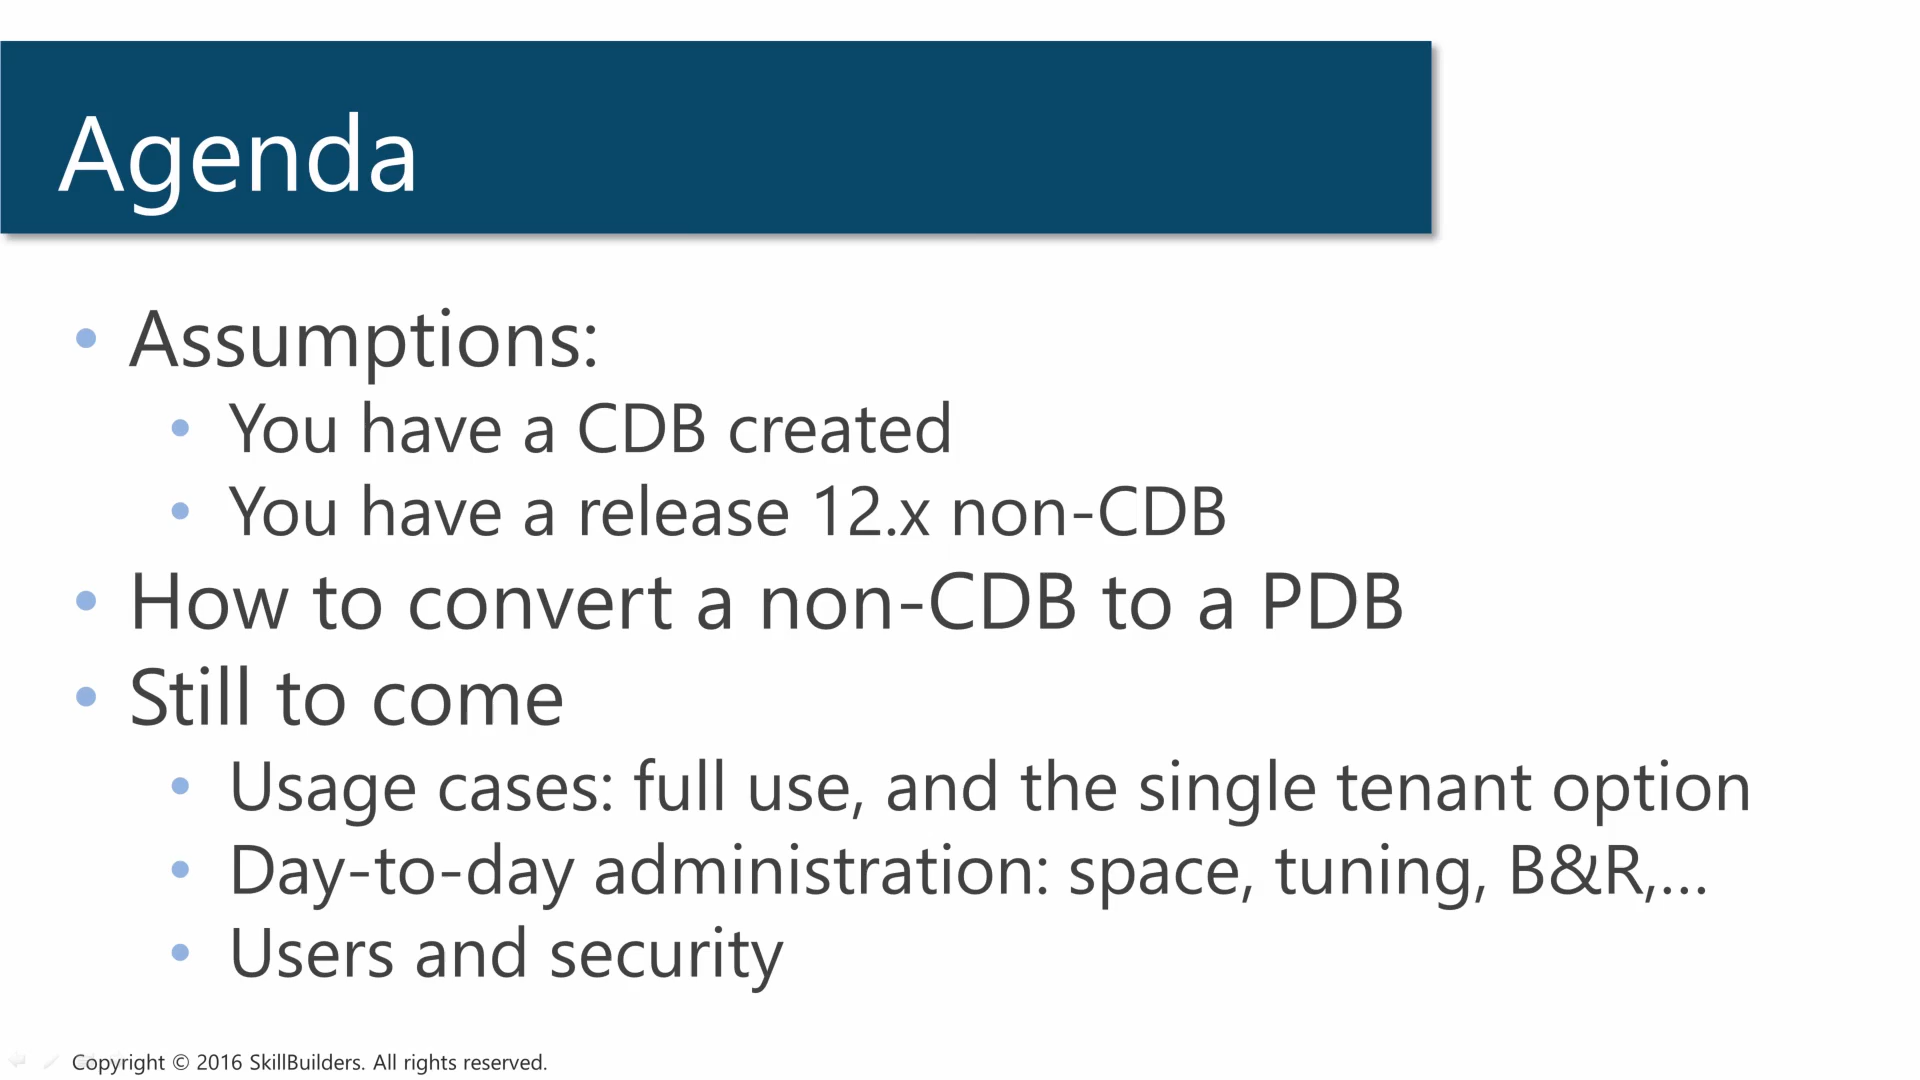 Agenda
• Assumptions:
• You have a CDB created
• You have a release 12.x non-CDB
• How to convert a non-CDB to a PDB
• Still to come
• Usage cases: full use, and the single tenant option
• Day-to-day administration: space, tuning, B&R,...
• Users and security
Copyright © 2016 SkillBuilders. All rights reserved.